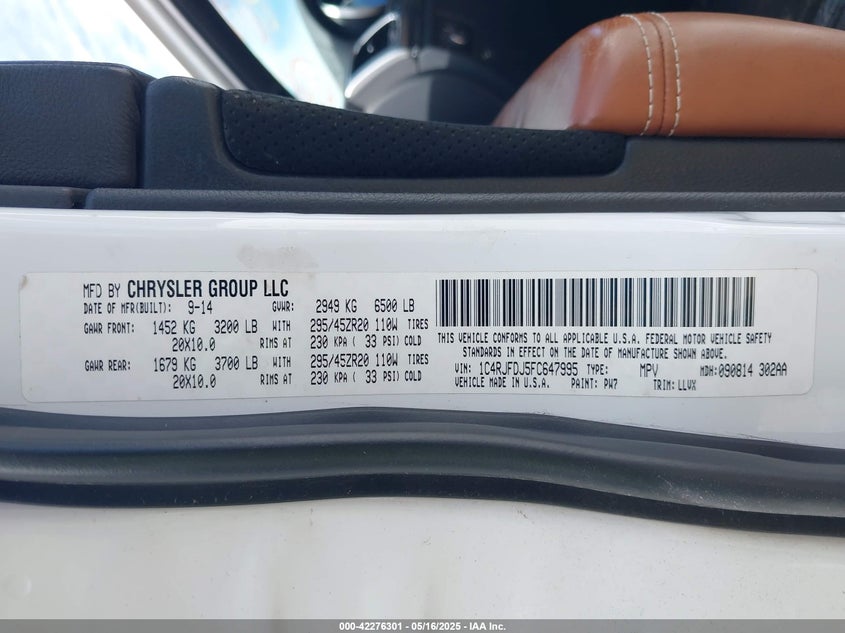 MFD BY CHRYSLER GROUP LLC
DATE OF MFR(BUILT): 9-14 GVWR: 2949 KG 6500 LB
GAWR FRONT: 1452 KG 3200 LB WITH 295/45ZR20 110W TIRES
20X10.0 RIMS AT 230 KPA ( 33 PSI) COLD
GAWR REAR: 1679 KG 3700 LB WITH 295/45ZR20 110W TIRES
20X10.0 RIMS AT 230 KPA ( 33 PSI) COLD
THIS VEHICLE CONFORMS TO ALL APPLICABLE U.S.A. FEDERAL MOTOR VEHICLE SAFETY
STANDARDS IN EFFECT ON THE DATE OF MANUFACTURE SHOWN ABOVE.
VIN: 1C4RJFDJ5FC647995 TYPE: MPV MDH:090814 302AA
VEHICLE MADE IN U.S.A. PAINT: PW7 TRIM: LLVX
000-42276301 - 05/16/2025 - IAA Inc.